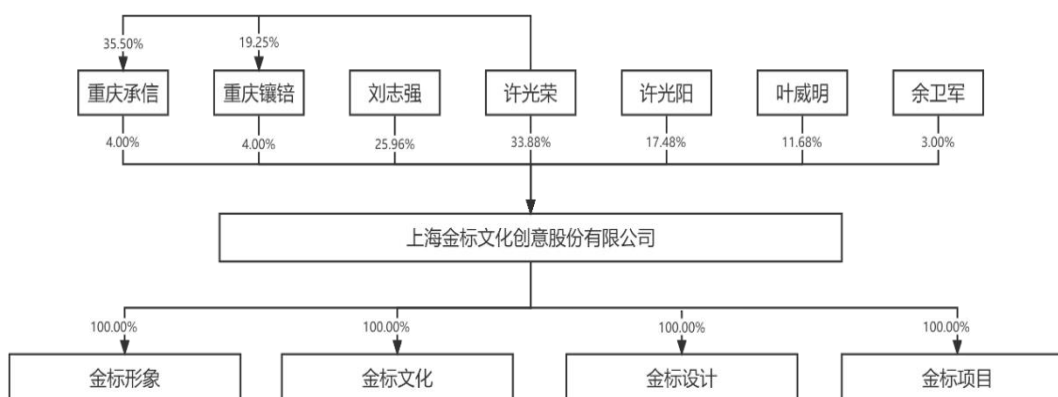 35.50%
19.25%
重庆承信
重庆镶锫
刘志强
许光荣
许光阳
叶威明
余卫军
4.00%
4.00%
25.96%
33.88%
17.48%
11.68%
3.00%
上海金标文化创意股份有限公司
100.00%
100.00%
100.00%
100.00%
金标形象
金标文化
金标设计
金标项目